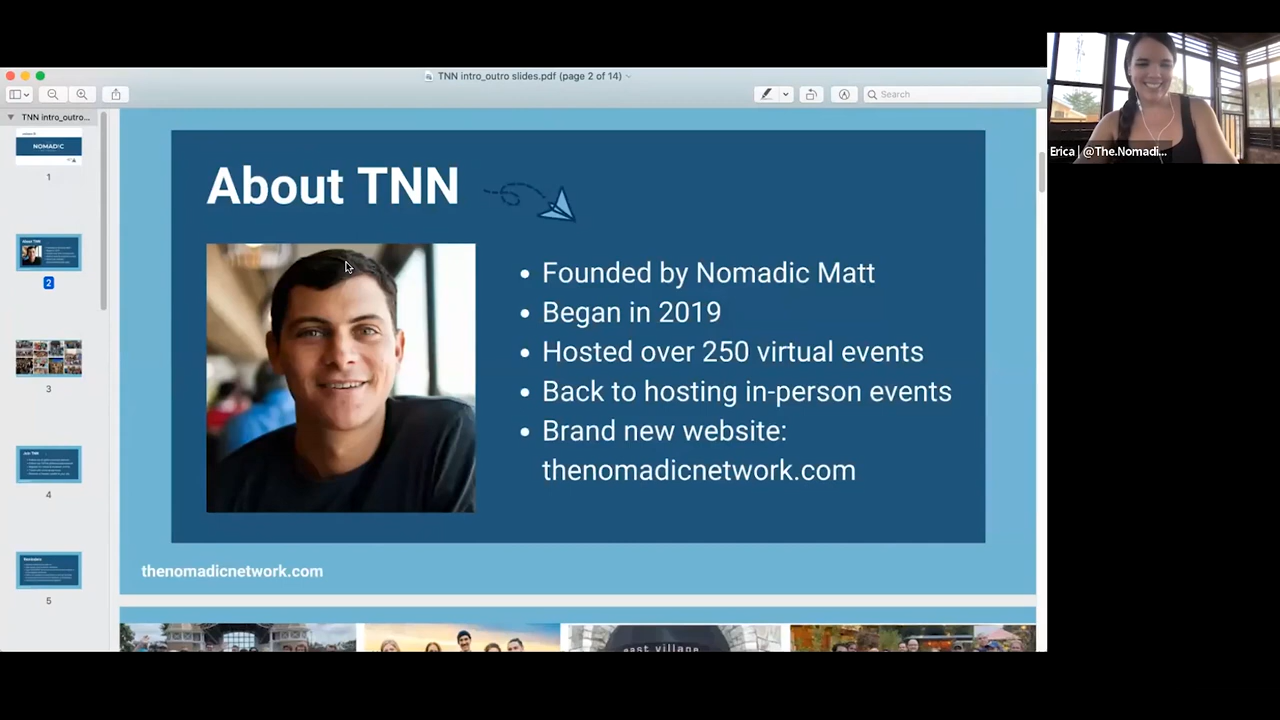 TNN intro_outro slides.pdf (page 2 of 14)
Search
TNN intro_outro...
NOMADIC
1
About TNN
2
3
4
5
About TNN
• Founded by Nomadic Matt
• Began in 2019
• Hosted over 250 virtual events
• Back to hosting in-person events
• Brand new website:
thenomadicnetwork.com
thenomadicnetwork.com
east village
Erica | @The.Nomadi...